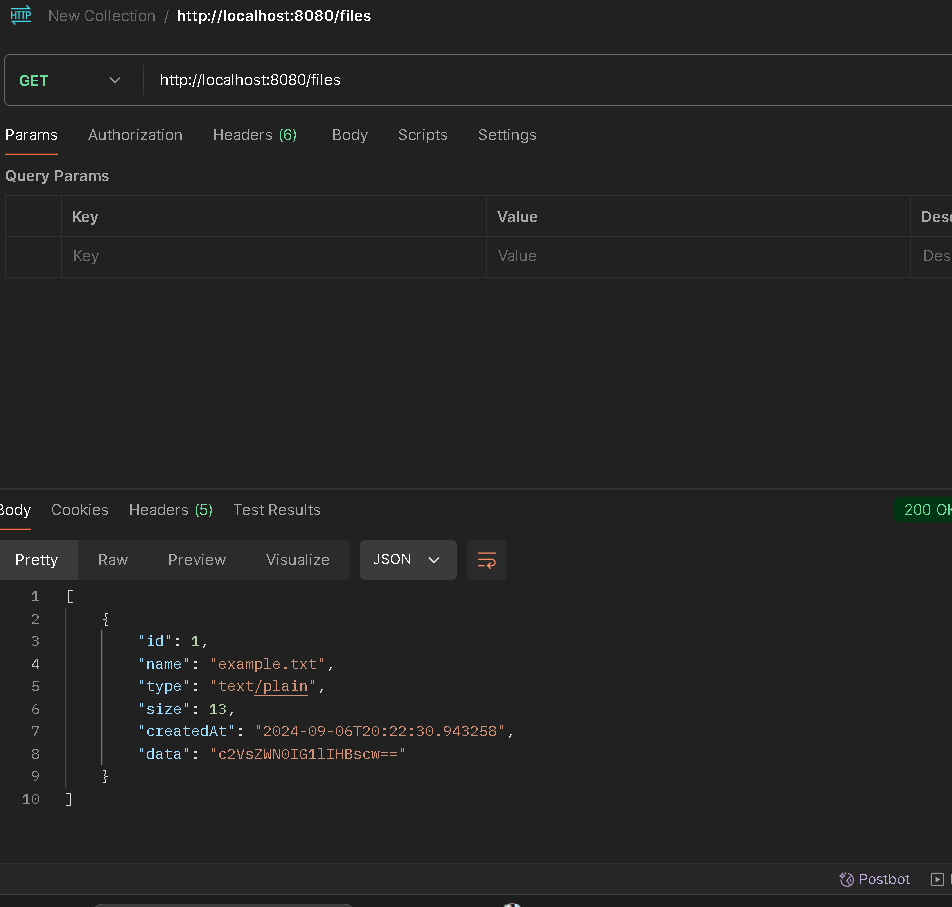 HTTP New Collection / http://localhost:8080/files
GET http://localhost:8080/files
Params Authorization Headers (6) Body Scripts Settings
Query Params
Key Value Desc
Key Value Des
Body Cookies Headers (5) Test Results 200 OK
Pretty Raw Preview Visualize JSON
1 [
2 {
3 "id": 1,
4 "name": "example.txt",
5 "type": "text/plain",
6 "size": 13,
7 "createdAt": "2024-09-06T20:22:30.943258",
8 "data": "c2VsZWN0IG1lIHBscw=="
9 }
10 ]
Postbot